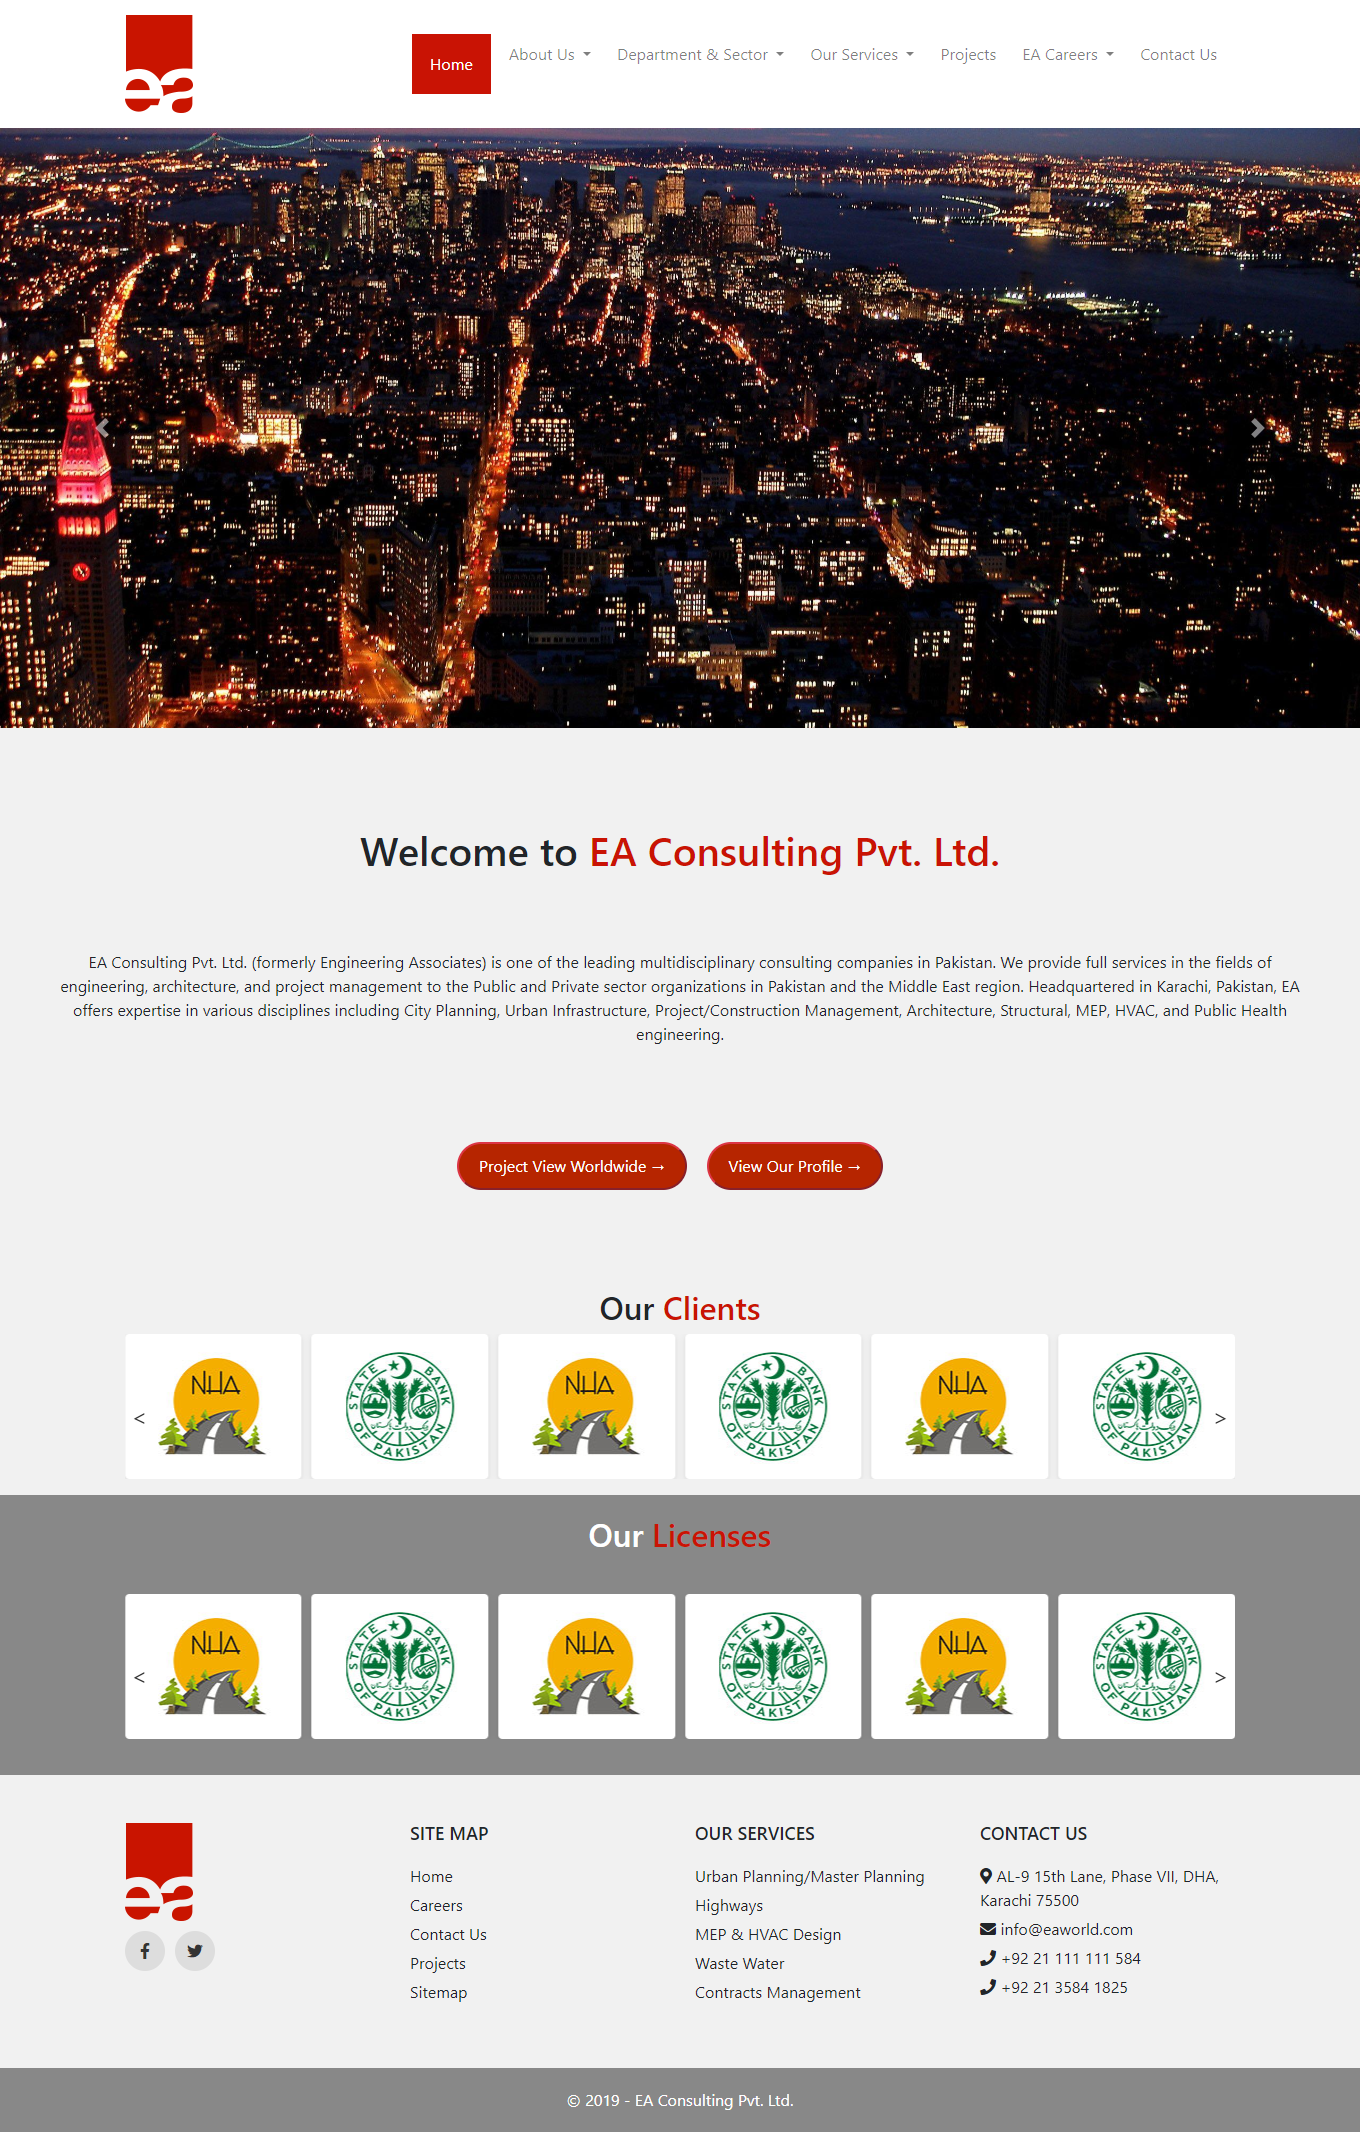 ea
Home
About Us
Department & Sector
Our Services
Projects
EA Careers
Contact Us
Welcome to EA Consulting Pvt. Ltd.
EA Consulting Pvt. Ltd. (formerly Engineering Associates) is one of the leading multidisciplinary consulting companies in Pakistan. We provide full services in the fields of
engineering, architecture, and project management to the Public and Private sector organizations in Pakistan and the Middle East region. Headquartered in Karachi, Pakistan, EA
offers expertise in various disciplines including City Planning, Urban Infrastructure, Project/Construction Management, Architecture, Structural, MEP, HVAC, and Public Health
engineering.
Project View Worldwide →
View Our Profile →
Our Clients
<
NHA
STATE BANK OF PAKISTAN
NHA
STATE BANK OF PAKISTAN
NHA
STATE BANK OF PAKISTAN
>
Our Licenses
<
NHA
STATE BANK OF PAKISTAN
NHA
STATE BANK OF PAKISTAN
NHA
STATE BANK OF PAKISTAN
>
ea
SITE MAP
Home
Careers
Contact Us
Projects
Sitemap
OUR SERVICES
Urban Planning/Master Planning
Highways
MEP & HVAC Design
Waste Water
Contracts Management
CONTACT US
AL-9 15th Lane, Phase VII, DHA,
Karachi 75500
info@eaworld.com
+92 21 111 111 584
+92 21 3584 1825
© 2019 - EA Consulting Pvt. Ltd.